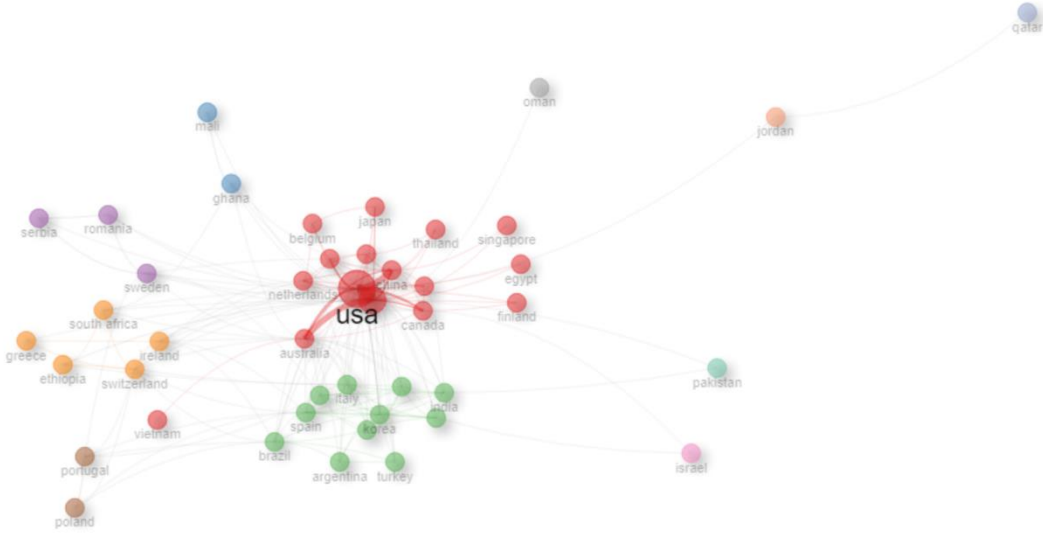 qatar
oman
jordan
mali
ghana
serbia
romania
japan
belgium
thailand
singapore
sweden
netherlands
china
egypt
south africa
usa
canada
finland
greece
ireland
australia
ethiopia
switzerland
pakistan
italy
india
vietnam
spain
korea
brazil
israel
portugal
argentina
turkey
poland